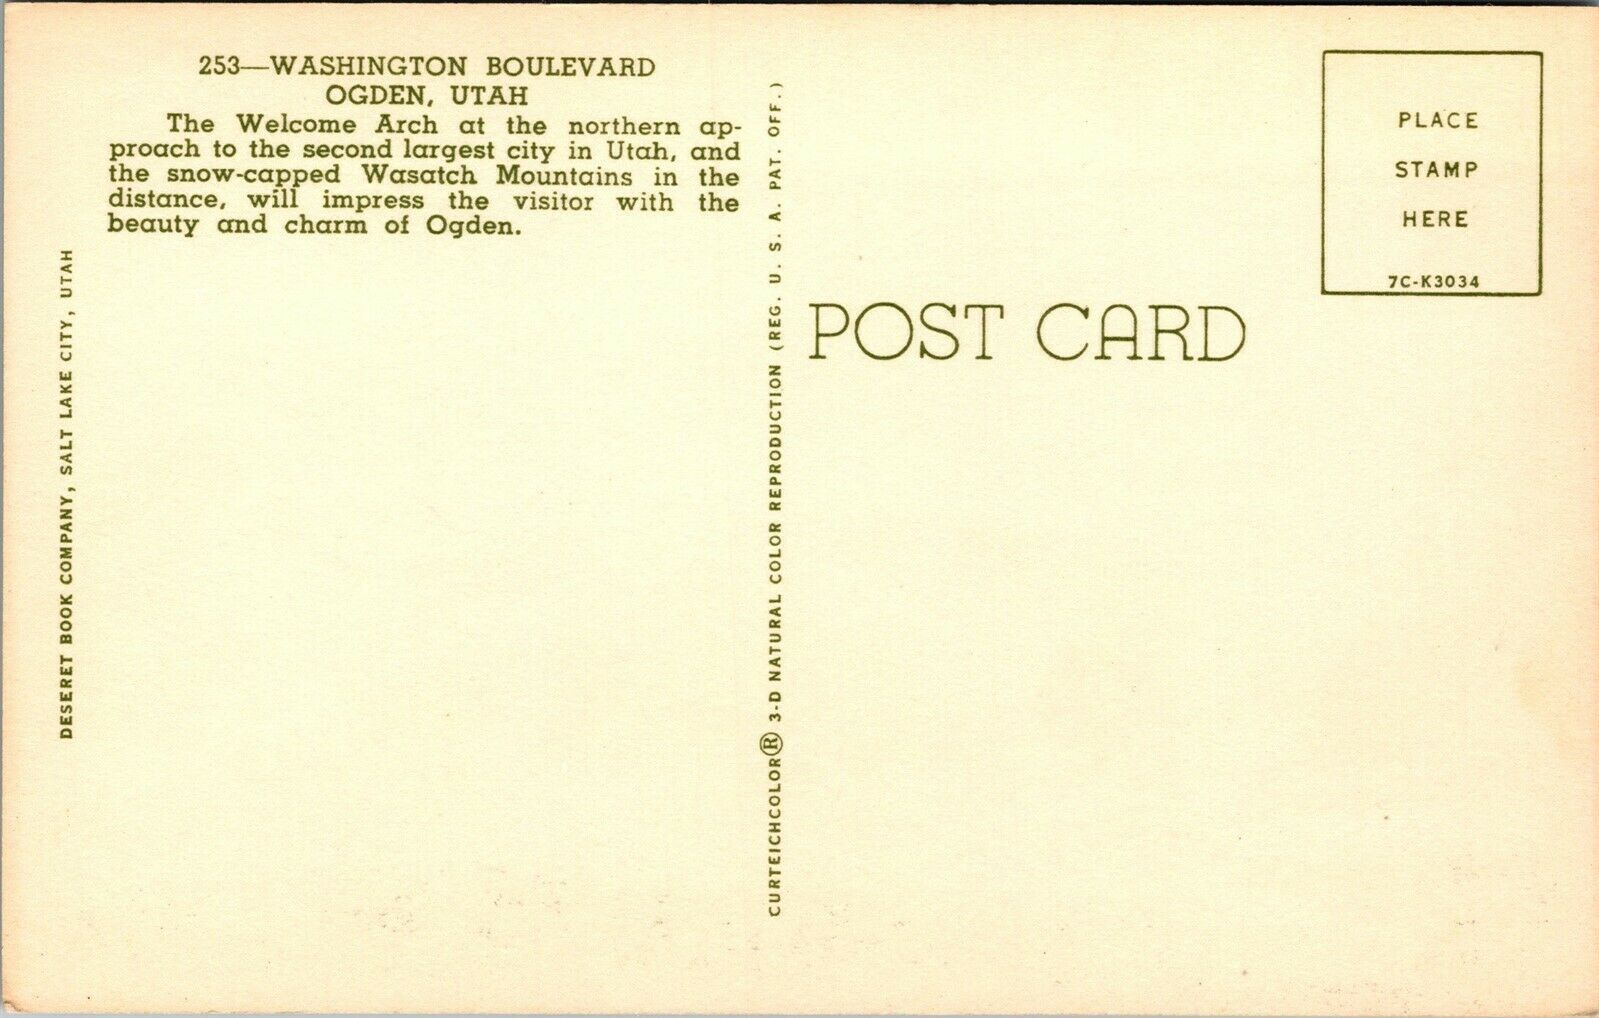 253—WASHINGTON BOULEVARD
OGDEN, UTAH
The Welcome Arch at the northern ap-
proach to the second largest city in Utah, and
the snow-capped Wasatch Mountains in the
distance, will impress the visitor with the
beauty and charm of Ogden.
DESERET BOOK COMPANY, SALT LAKE CITY, UTAH
CURTEICHCOLOR® 3-D NATURAL COLOR REPRODUCTION (REG. U. S. A. PAT. OFF.)
POST CARD
PLACE
STAMP
HERE
7C-K3034